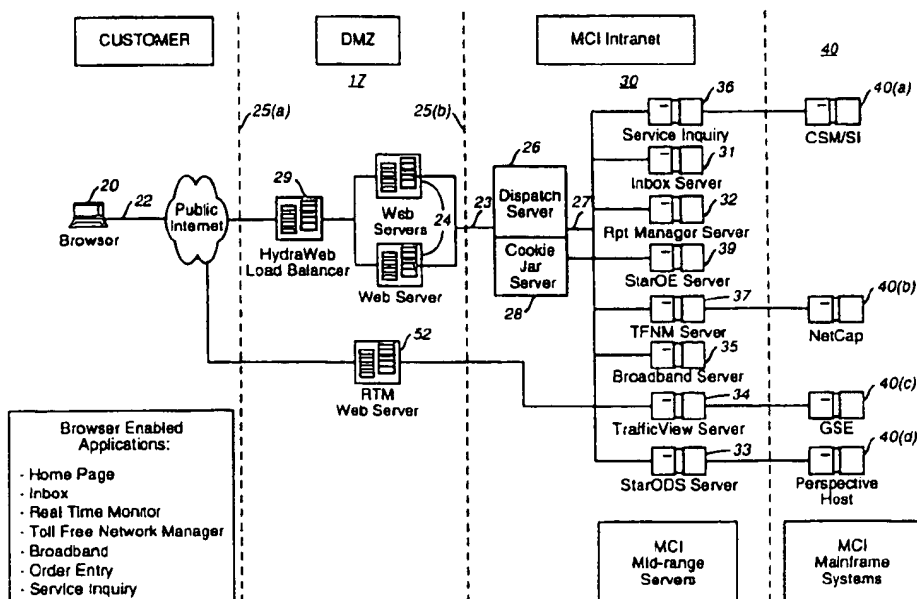 CUSTOMER
DMZ
MCI Intranet
40
17
30
36
40(a)
25(a)
25(b)
Service Inquiry
CSM/SI
26
31
Inbox Server
20
22
Public
Internet
29
Web
Servers
24
23
Dispatch
Server
27
32
Rpt Manager Server
Browser
HydraWeb
Load Balancer
Web Server
Cookie
Jar
Server
28
39
StarOE Server
37
40(b)
TFNM Server
NetCap
52
35
Broadband Server
RTM
Web Server
34
40(c)
TrafficView Server
GSE
33
40(d)
StarODS Server
Perspective
Host
Browser Enabled
Applications:
- Home Page
- Inbox
- Real Time Monitor
- Toll Free Network Manager
- Broadband
- Order Entry
- Service Inquiry
MCI
Mid-range
Servers
MCI
Mainframe
Systems